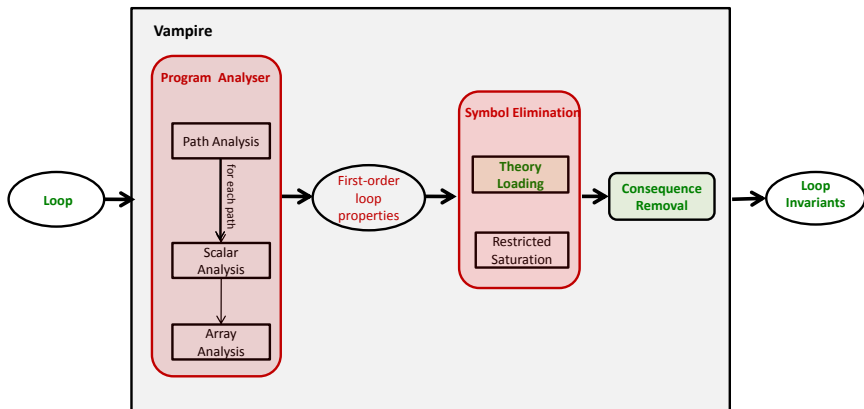 Vampire
Program Analyser
Path Analysis
for each path
Scalar
Analysis
Array
Analysis
Loop
First-order
loop
properties
Symbol Elimination
Theory
Loading
Restricted
Saturation
Consequence
Removal
Loop
Invariants